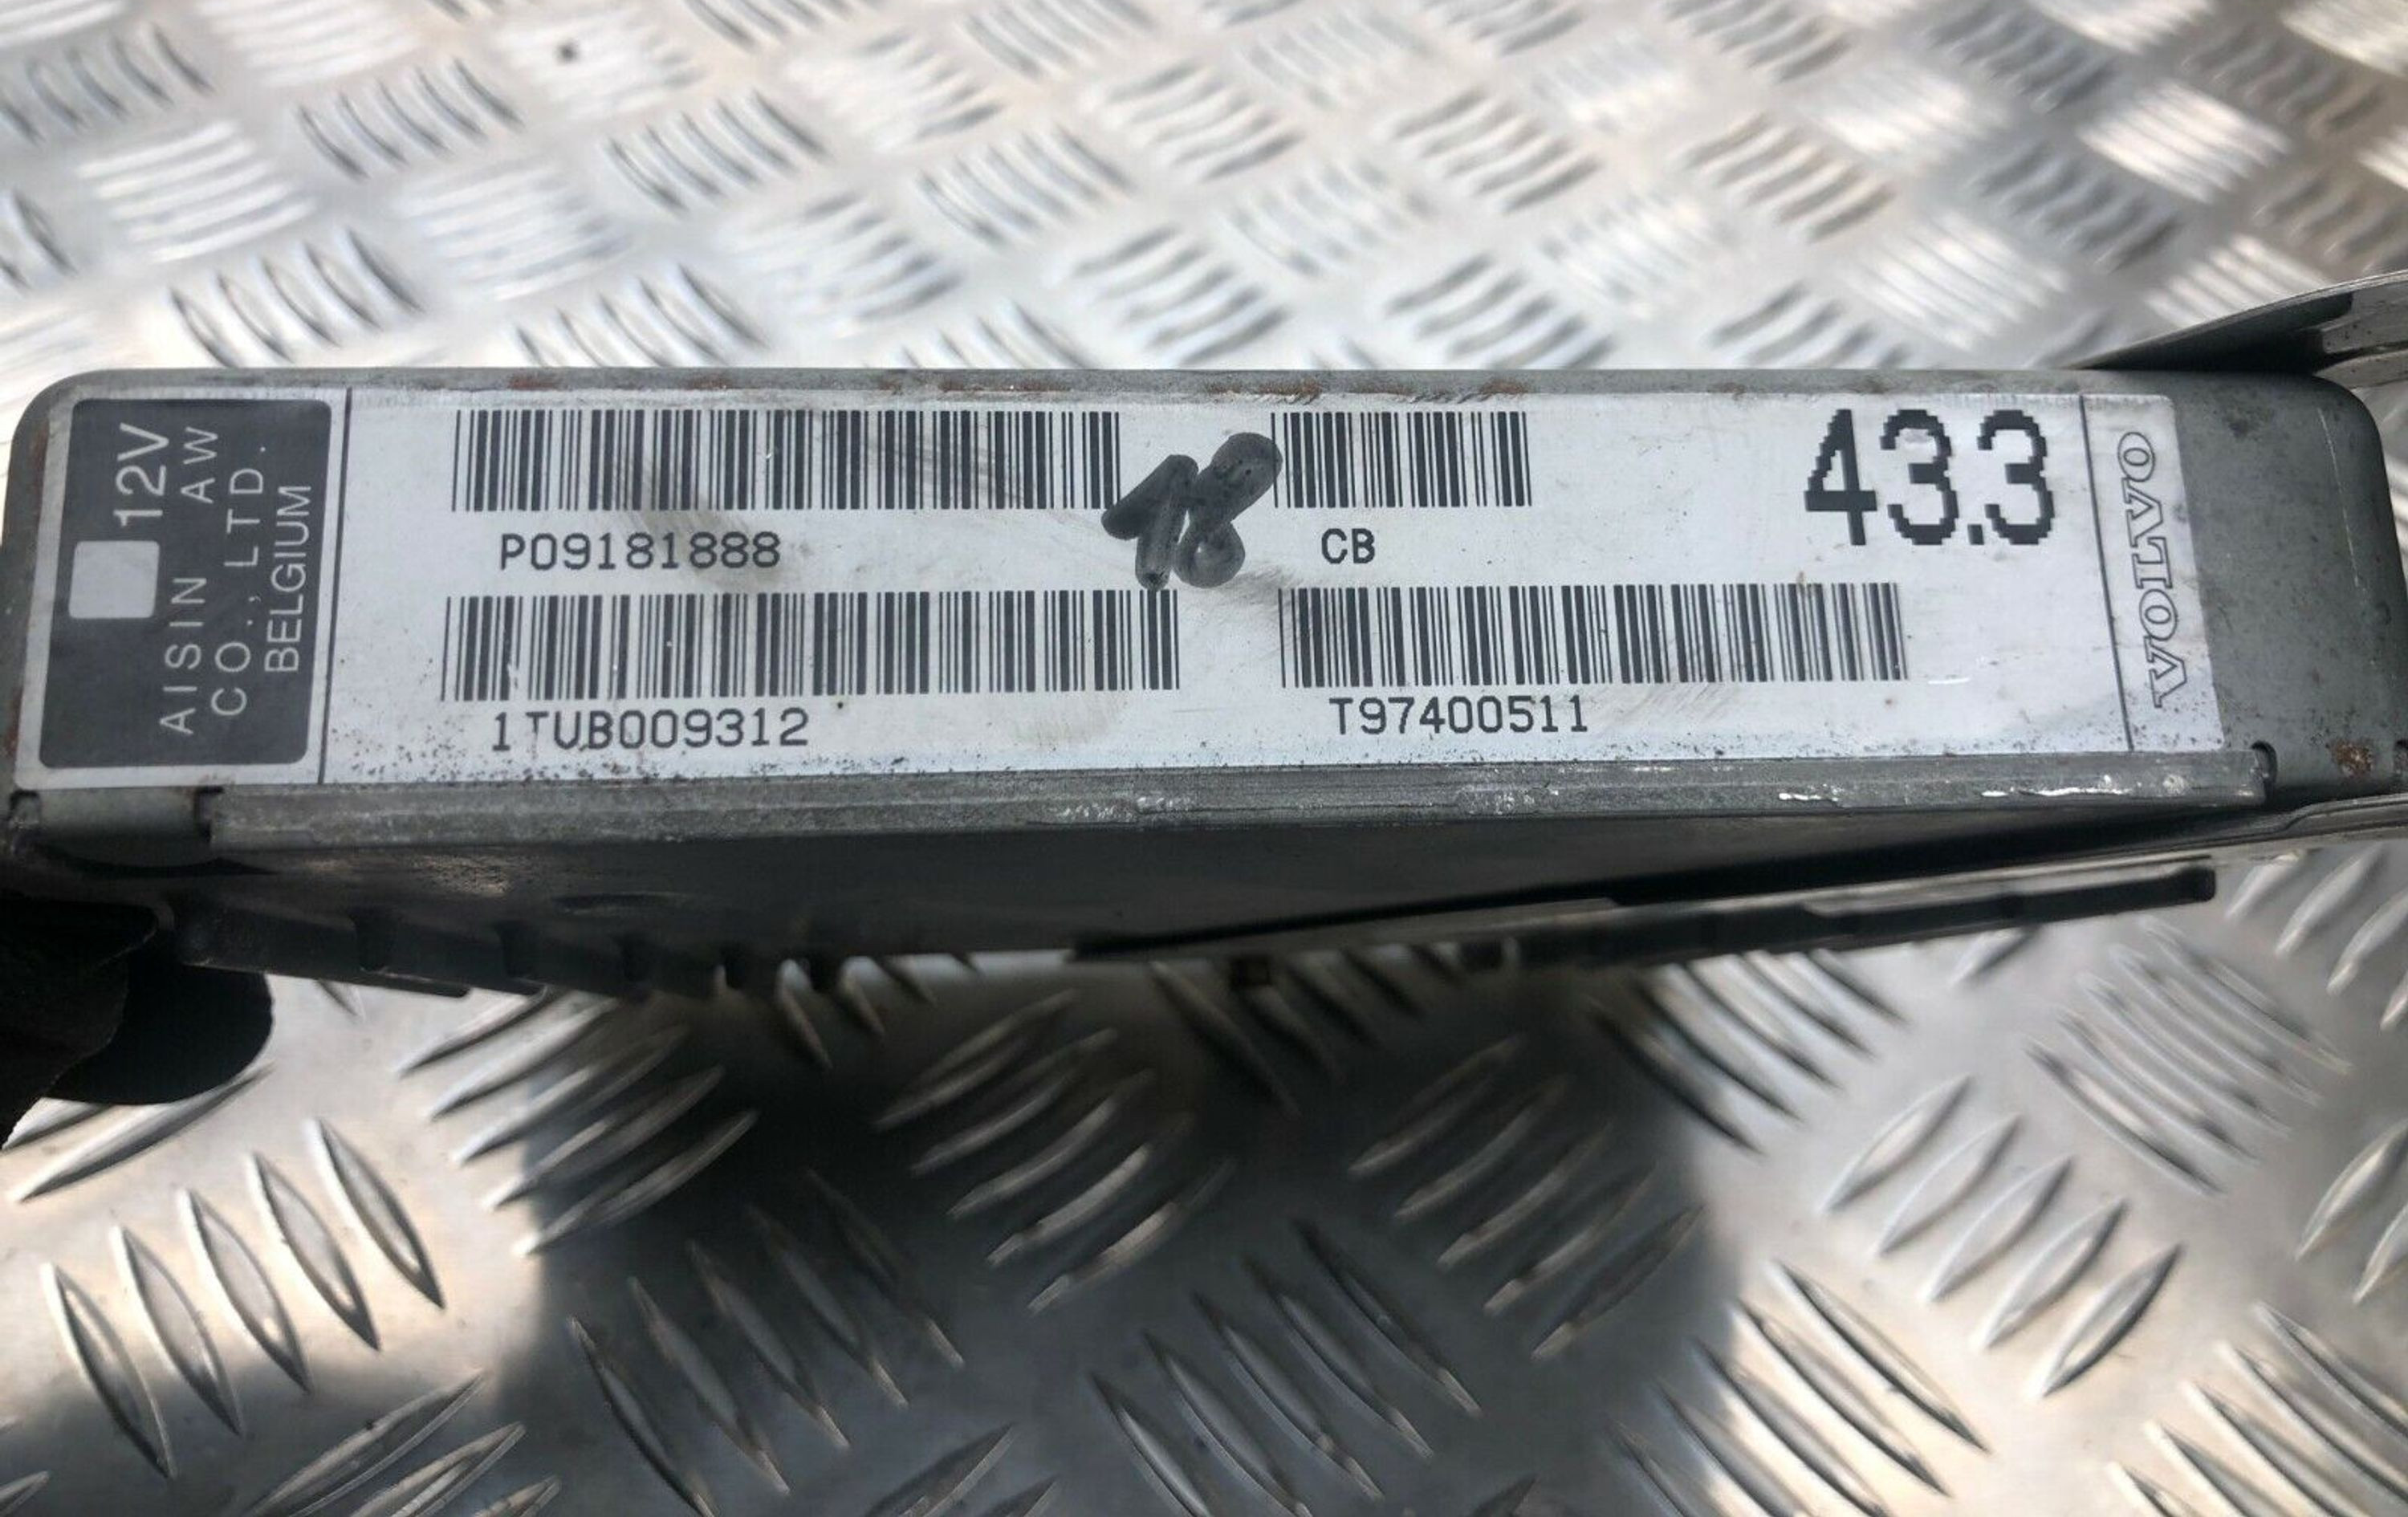 12V
AISIN AW
CO.,LTD.
BELGIUM
P09181888
18
CB
43.3
1TUB009312
T97400511
VOLVO